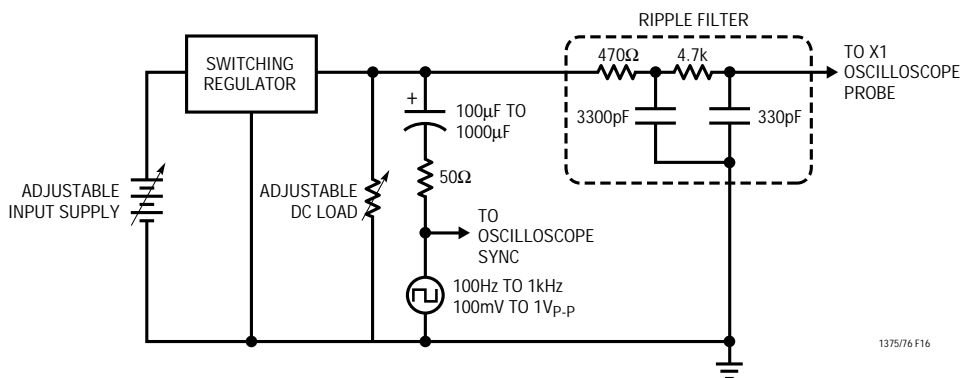 RIPPLE FILTER
SWITCHING
REGULATOR
470Ω
4.7k
TO X1
OSCILLOSCOPE
PROBE
+
100µF TO
1000µF
3300pF
330pF
50Ω
ADJUSTABLE
INPUT SUPPLY
ADJUSTABLE
DC LOAD
TO
OSCILLOSCOPE
SYNC
100Hz TO 1kHz
100mV TO 1VP-P
1375/76 F16